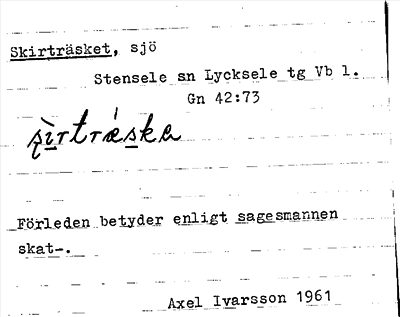 Skirträsket, sjö
Stensele sn Lycksele tg Vb l.
Gn 42:73
Förleden betyder enligt sagesmannen
skat-.
Axel Ivarsson 1961